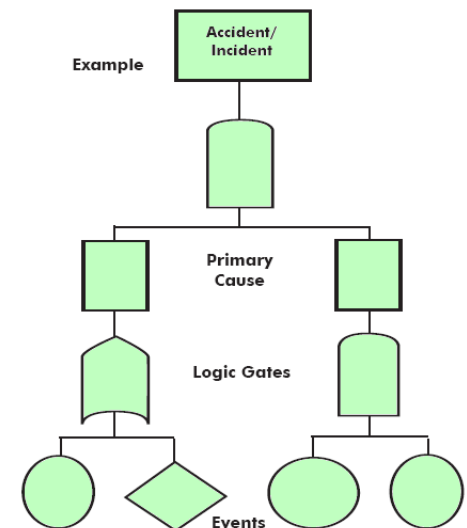 Accident/
Incident
Example
Primary
Cause
Logic Gates
Events